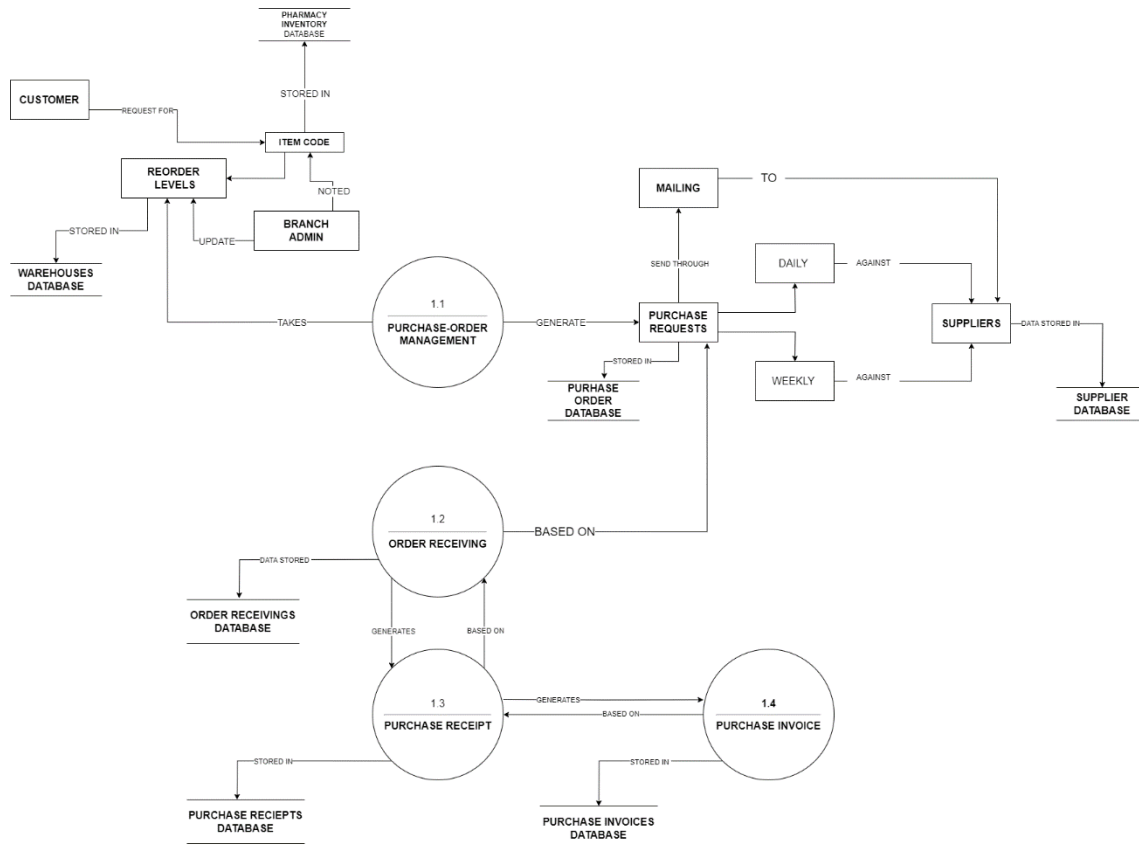 PHARMACY
INVENTORY
DATABASE
STORED IN
CUSTOMER
REQUEST FOR
ITEM CODE
REORDER
LEVELS
NOTED
BRANCH
ADMIN
UPDATE
STORED IN
WAREHOUSES
DATABASE
MAILING
TO
SEND THROUGH
DAILY
AGAINST
1.1
PURCHASE-ORDER
MANAGEMENT
TAKES
GENERATE
PURCHASE
REQUESTS
SUPPLIERS
DATA STORED IN
STORED IN
PURHASE
ORDER
DATABASE
WEEKLY
AGAINST
SUPPLIER
DATABASE
1.2
ORDER RECEIVING
BASED ON
DATA STORED
ORDER RECEIVINGS
DATABASE
GENERATES
BASED ON
1.3
PURCHASE RECEIPT
GENERATES
BASED ON
1.4
PURCHASE INVOICE
STORED IN
PURCHASE RECIEPTS
DATABASE
STORED IN
PURCHASE INVOICES
DATABASE